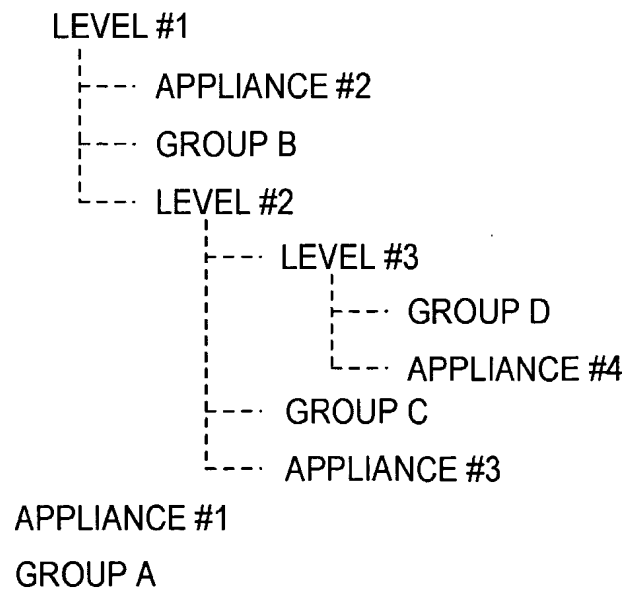 LEVEL #1
APPLIANCE #2
GROUP B
LEVEL #2
LEVEL #3
GROUP D
APPLIANCE #4
GROUP C
APPLIANCE #3
APPLIANCE #1
GROUP A